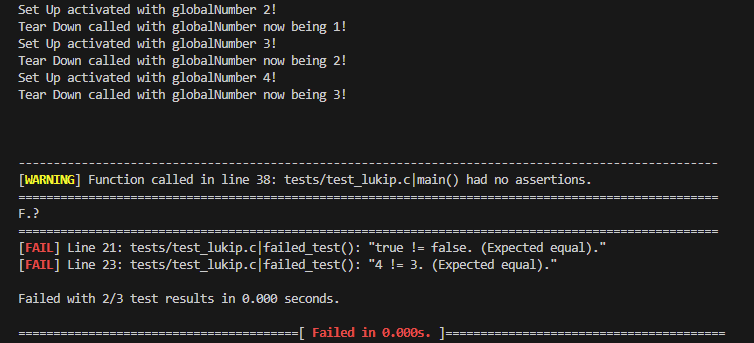 Set Up activated with globalNumber 2!
Tear Down called with globalNumber now being 1!
Set Up activated with globalNumber 3!
Tear Down called with globalNumber now being 2!
Set Up activated with globalNumber 4!
Tear Down called with globalNumber now being 3!
----------------------------------------------------------------------------------------------------
[WARNING] Function called in line 38: tests/test_lukip.c|main() had no assertions.
====================================================================================================
F.?
====================================================================================================
[FAIL] Line 21: tests/test_lukip.c|failed_test(): "true != false. (Expected equal)."
[FAIL] Line 23: tests/test_lukip.c|failed_test(): "4 != 3. (Expected equal)."
Failed with 2/3 test results in 0.000 seconds.
========================================[ Failed in 0.000s. ]========================================